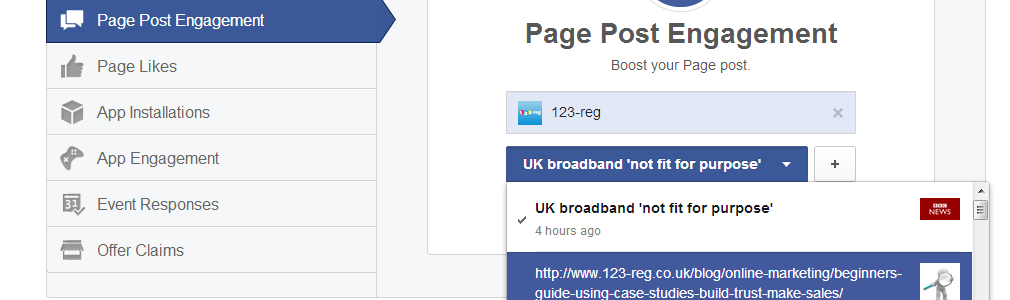 Page Post Engagement
Page Likes
App Installations
App Engagement
Event Responses
31
Offer Claims
Page Post Engagement
Boost your Page post.
123-reg
123-reg ×
UK broadband 'not fit for purpose' +
UK broadband 'not fit for purpose'
4 hours ago
BBC
NEWS
http://www.123-reg.co.uk/blog/online-marketing/beginners-
guide-using-case-studies-build-trust-make-sales/